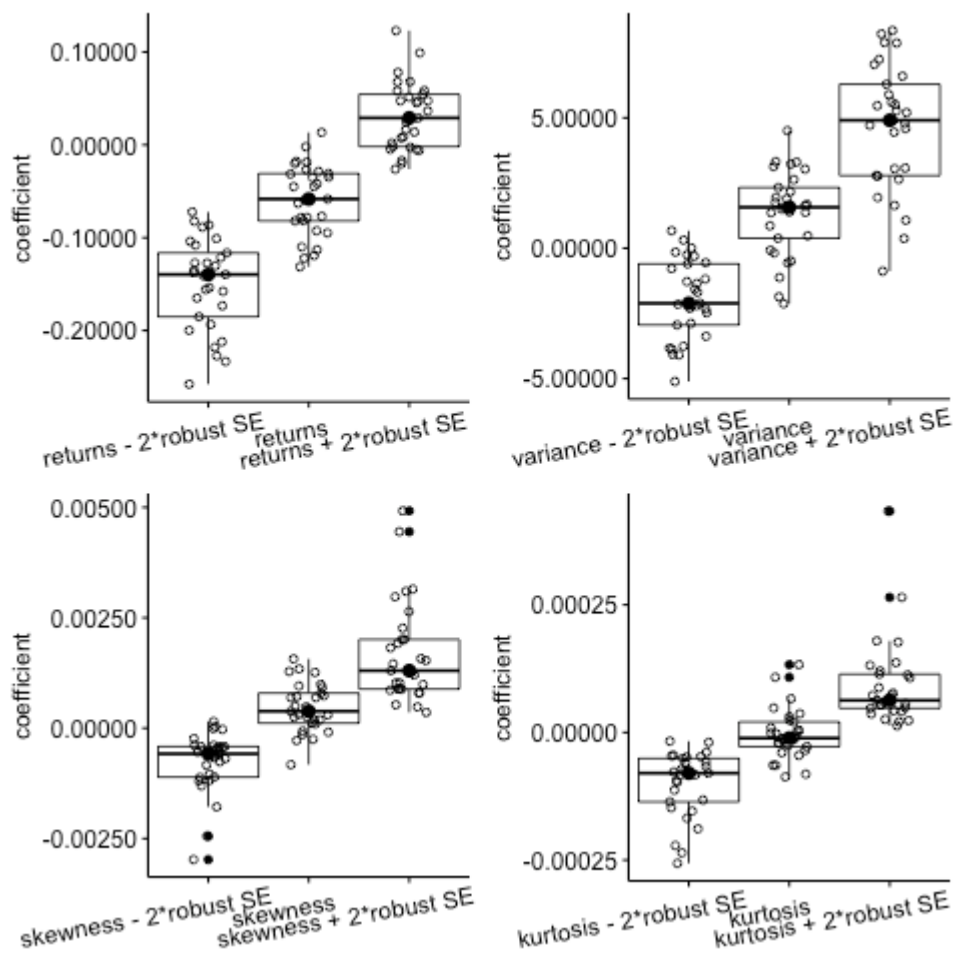 0.10000
0.00000
-0.10000
-0.20000
coefficient
returns - 2*robust SE
returns
returns + 2*robust SE
5.00000
0.00000
-5.00000
coefficient
variance - 2*robust SE
variance
variance + 2*robust SE
0.00500
0.00250
0.00000
-0.00250
coefficient
skewness - 2*robust SE
skewness
skewness + 2*robust SE
0.00025
0.00000
-0.00025
coefficient
kurtosis - 2*robust SE
kurtosis
kurtosis + 2*robust SE